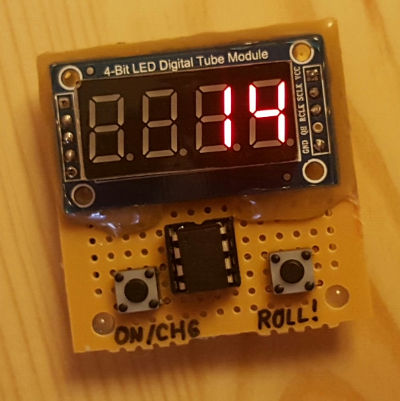 4-Bit LED Digital Tube Module
14
GND QH RCLK SCLK VCC
ON/CHG
ROLL!